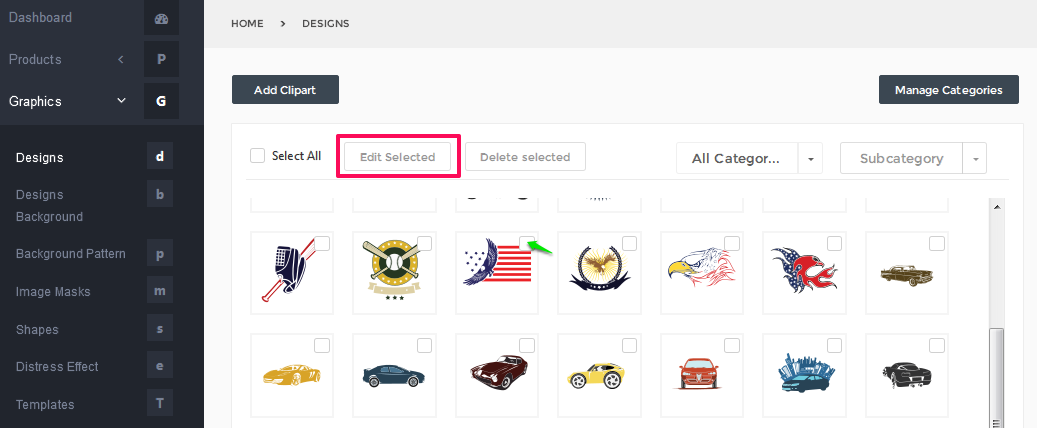 Dashboard
Products
P
Graphics
G
Designs
d
Designs
Background
b
Background Pattern
p
Image Masks
m
Shapes
s
Distress Effect
e
Templates
T
HOME > DESIGNS
Add Clipart
Manage Categories
Select All
Edit Selected
Delete selected
All Categor...
Subcategory